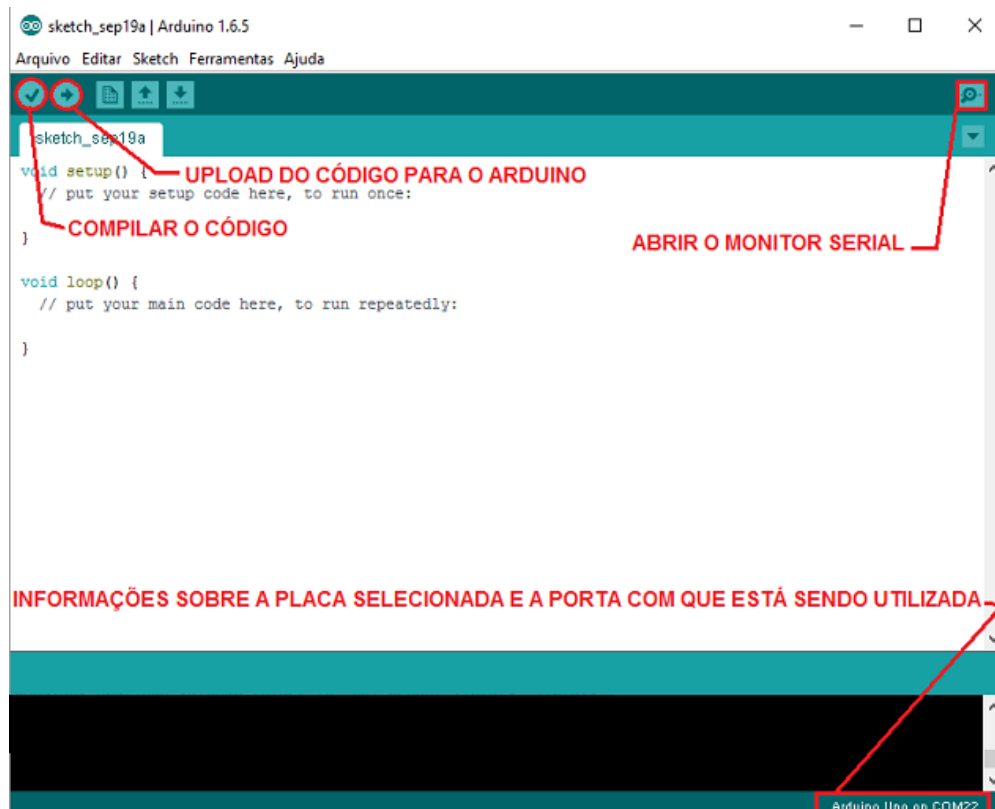 sketch_sep19a | Arduino 1.6.5
Arquivo Editar Sketch Ferramentas Ajuda
sketch_sep19a
void setup() {
UPLOAD DO CÓDIGO PARA O ARDUINO
// put your setup code here, to run once:
COMPILAR O CÓDIGO
}
ABRIR O MONITOR SERIAL
void loop() {
// put your main code here, to run repeatedly:
}
INFORMAÇÕES SOBRE A PLACA SELECIONADA E A PORTA COM QUE ESTÁ SENDO UTILIZADA
Arduino Uno on COM22